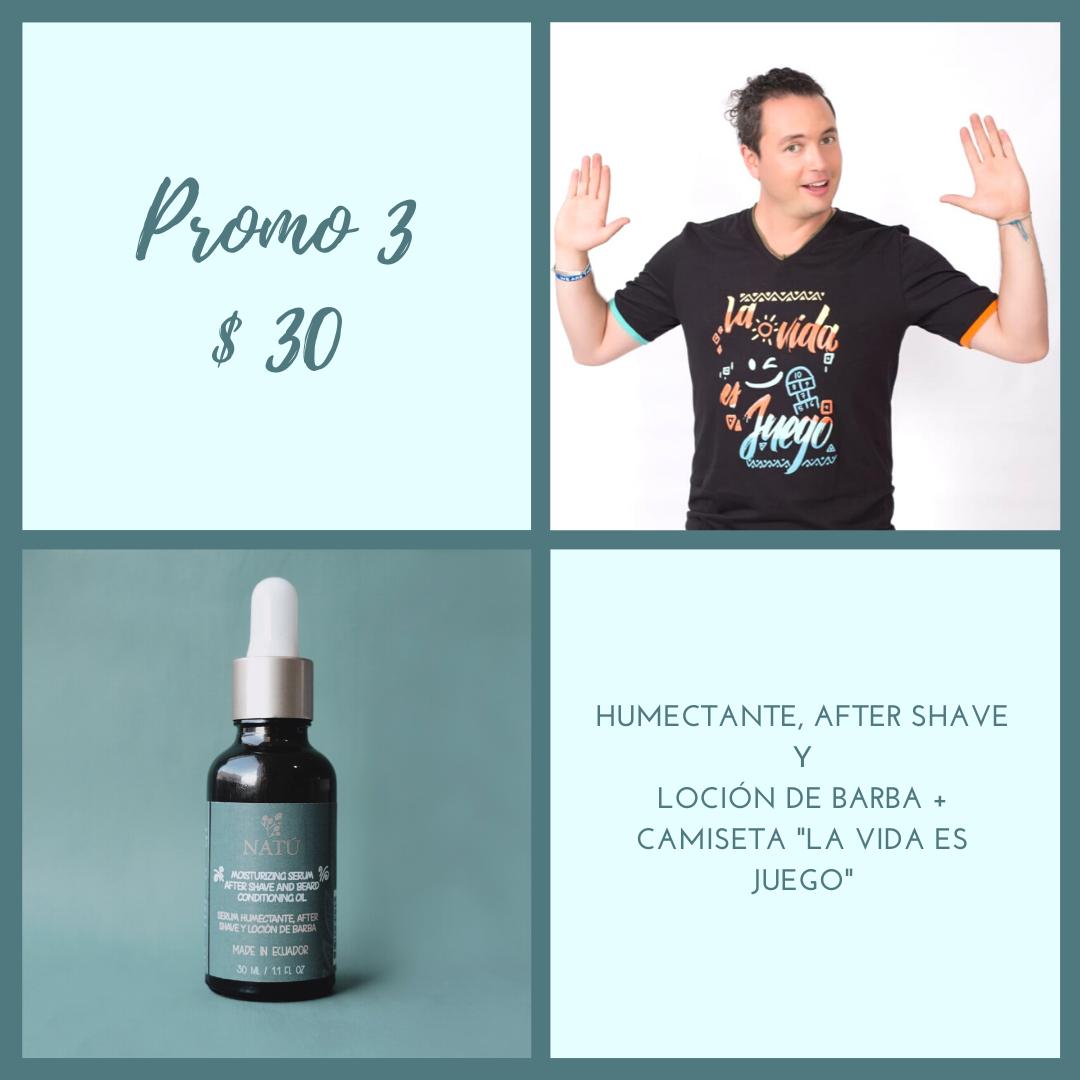 Promo 3
$ 30
La vida
es
Juego
10
NATÚ
MOISTURIZING SERUM
AFTER SHAVE AND BEARD
CONDITIONING OIL
SERUM HUMECTANTE, AFTER
SHAVE Y LOCIÓN DE BARBA
MADE IN ECUADOR
30 ML / 1.1 FL OZ
HUMECTANTE, AFTER SHAVE
Y
LOCIÓN DE BARBA +
CAMISETA "LA VIDA ES
JUEGO"